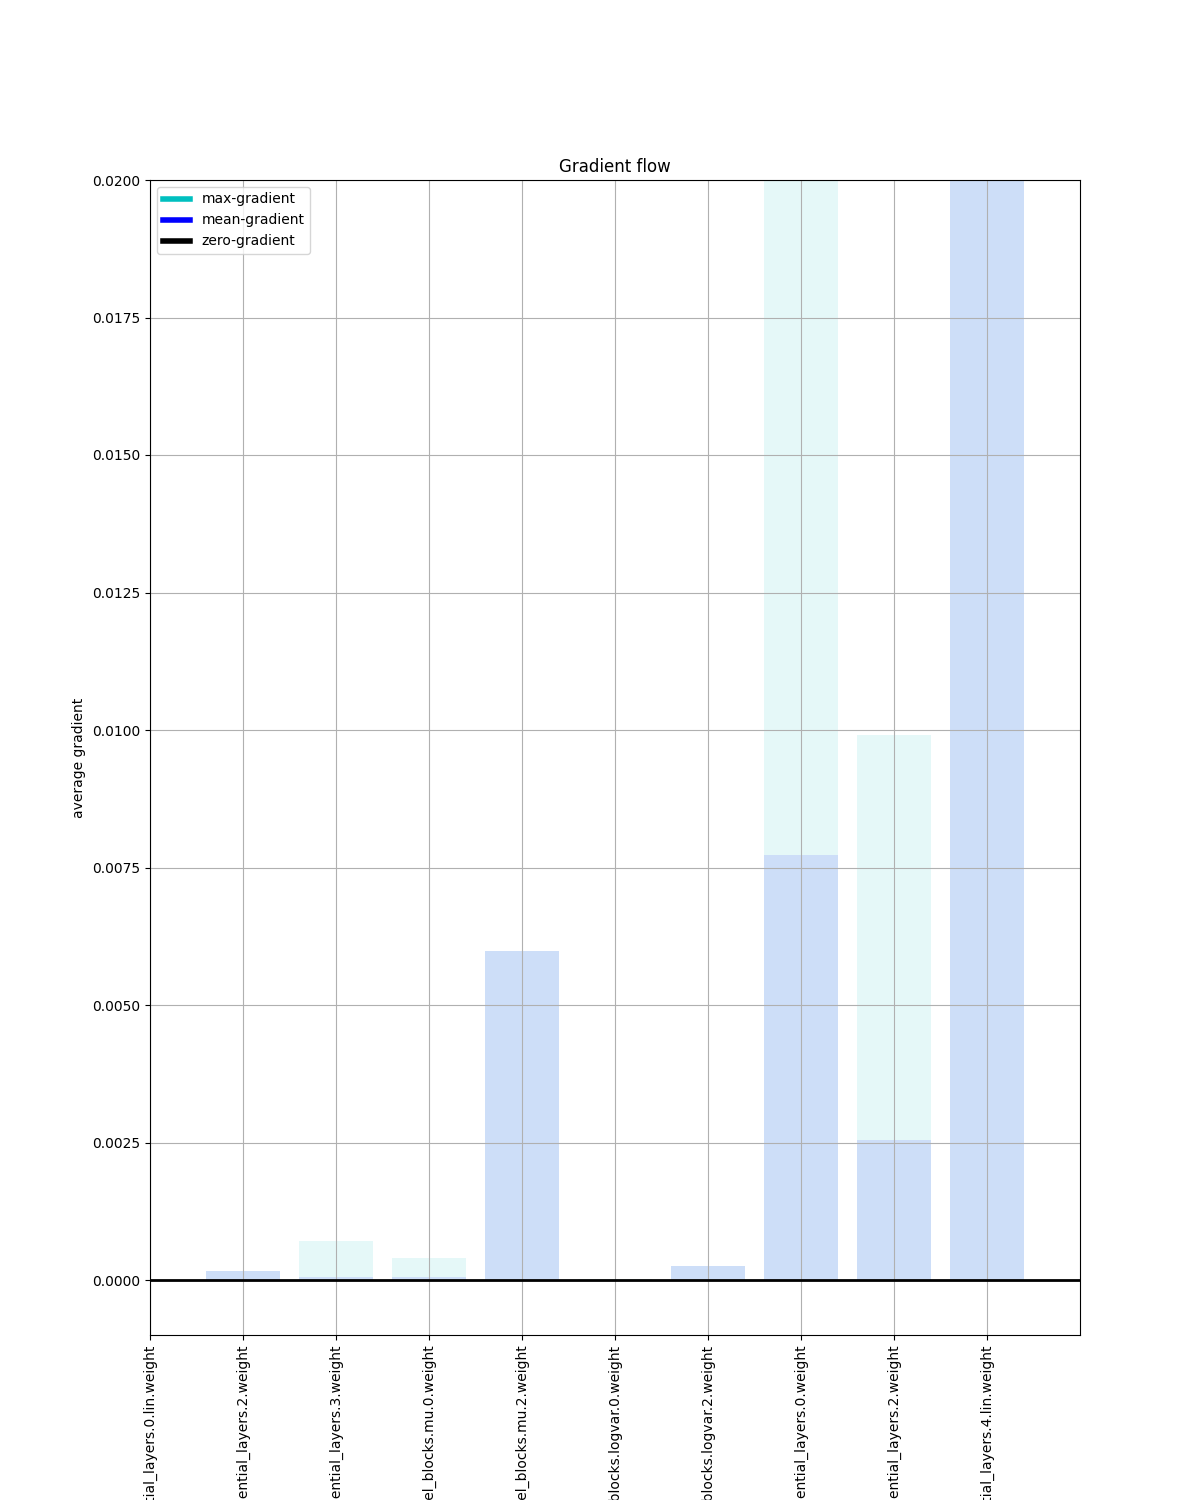 Gradient flow
max-gradient
mean-gradient
zero-gradient
0.0200
0.0175
0.0150
0.0125
0.0100
0.0075
0.0050
0.0025
0.0000
average gradient
tial_layers.0.lin.weight
ential_layers.2.weight
ential_layers.3.weight
el_blocks.mu.0.weight
el_blocks.mu.2.weight
blocks.logvar.0.weight
blocks.logvar.2.weight
ential_layers.0.weight
ential_layers.2.weight
tial_layers.4.lin.weight